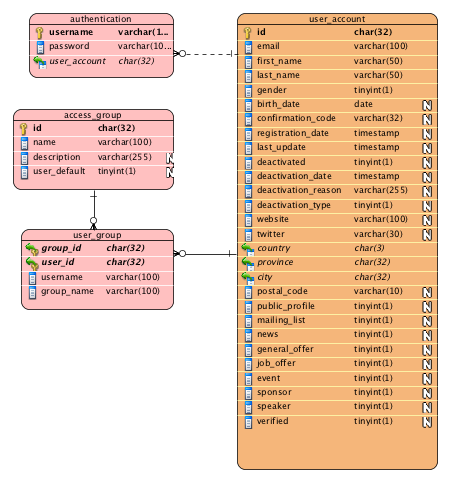 authentication
username varchar(1...
password varchar(10...
user_account char(32)
access_group
id char(32)
name varchar(100)
description varchar(255) N
user_default tinyint(1) N
user_group
group_id char(32)
user_id char(32)
username varchar(100)
group_name varchar(100)
user_account
id char(32)
email varchar(100)
first_name varchar(50)
last_name varchar(50)
gender tinyint(1)
birth_date date N
confirmation_code varchar(32) N
registration_date timestamp N
last_update timestamp N
deactivated tinyint(1) N
deactivation_date timestamp N
deactivation_reason varchar(255) N
deactivation_type tinyint(1) N
website varchar(100) N
twitter varchar(30) N
country char(3)
province char(32)
city char(32)
postal_code varchar(10) N
public_profile tinyint(1) N
mailing_list tinyint(1) N
news tinyint(1) N
general_offer tinyint(1) N
job_offer tinyint(1) N
event tinyint(1) N
sponsor tinyint(1) N
speaker tinyint(1) N
verified tinyint(1) N